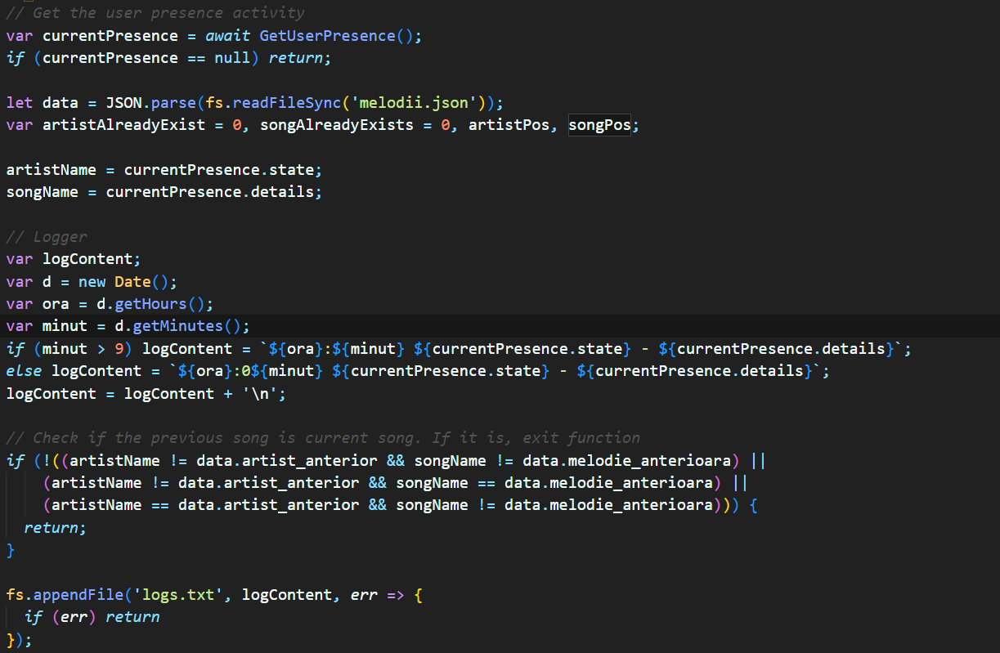 // Get the user presence activity
var currentPresence = await GetUserPresence();
if (currentPresence == null) return;
let data = JSON.parse(fs.readFileSync('melodii.json'));
var artistAlreadyExist = 0, songAlreadyExists = 0, artistPos, songPos;
artistName = currentPresence.state;
songName = currentPresence.details;
// Logger
var logContent;
var d = new Date();
var ora = d.getHours();
var minut = d.getMinutes();
if (minut > 9) logContent = `${ora}:${minut} ${currentPresence.state} - ${currentPresence.details}`;
else logContent = `${ora}:0${minut} ${currentPresence.state} - ${currentPresence.details}`;
logContent = logContent + '\n';
// Check if the previous song is current song. If it is, exit function
if (!((artistName != data.artist_anterior && songName != data.melodie_anterioara) ||
(artistName != data.artist_anterior && songName == data.melodie_anterioara) ||
(artistName == data.artist_anterior && songName != data.melodie_anterioara))) {
return;
}
fs.appendFile('logs.txt', logContent, err => {
if (err) return
});